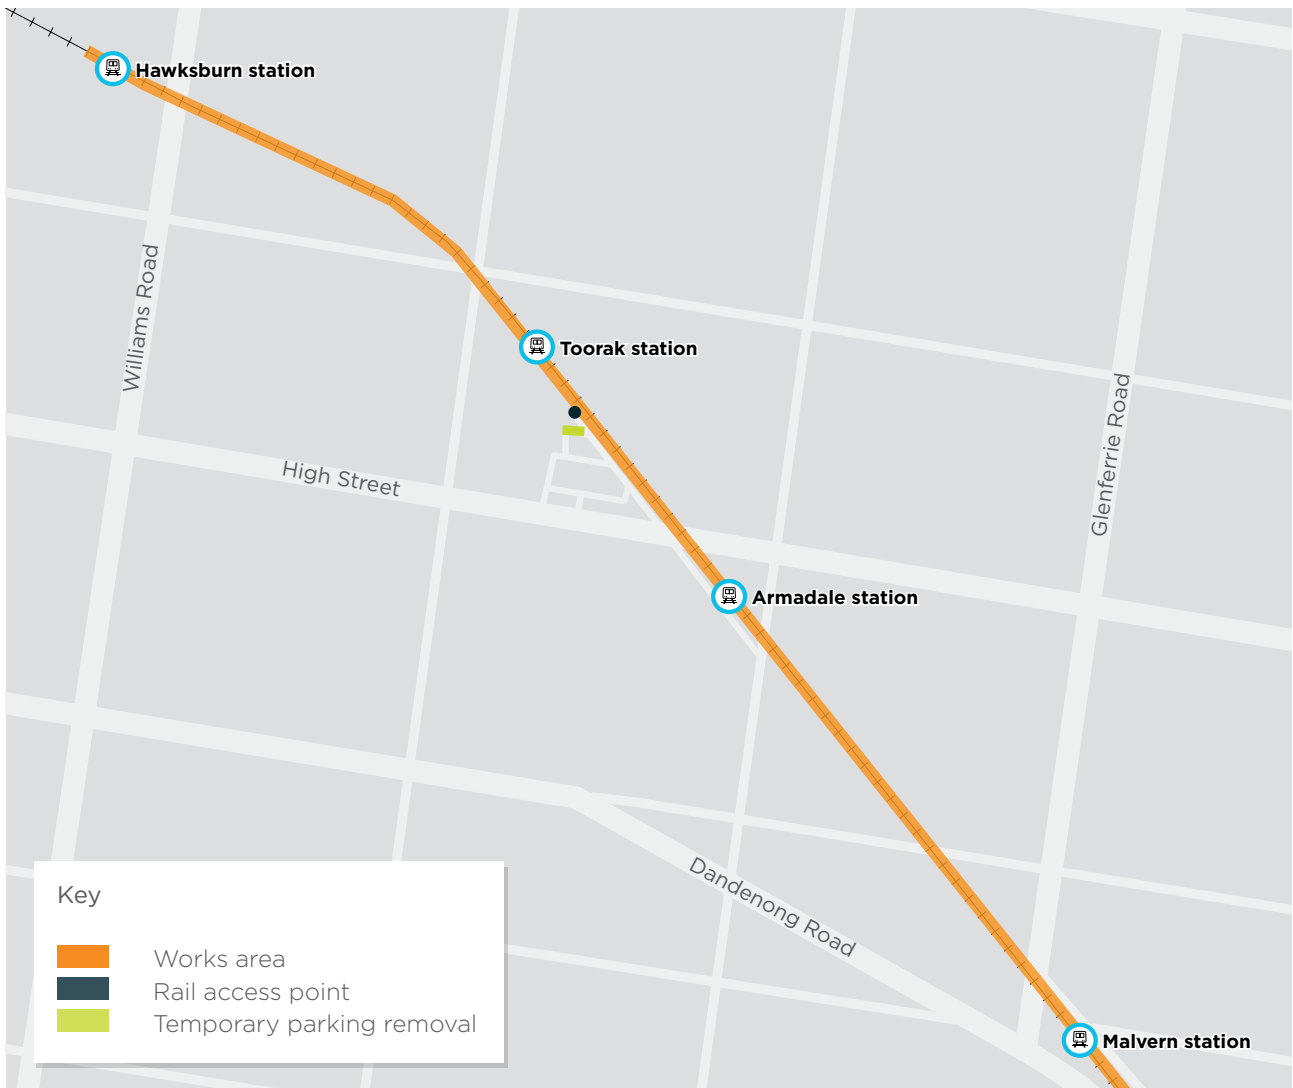 Hawksburn station
Williams Road
Toorak station
High Street
Glenferrie Road
Armadale station
Dandenong Road
Key
Works area
Rail access point
Temporary parking removal
Malvern station